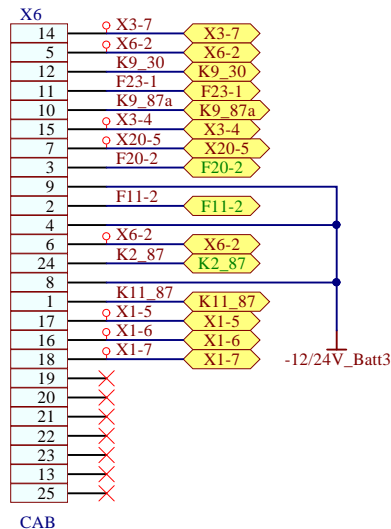 X6
14 X3-7 X3-7
5 X6-2 X6-2
12 K9_30 K9_30
11 F23-1 F23-1
10 K9_87a K9_87a
15 X3-4 X3-4
7 X20-5 X20-5
3 F20-2 F20-2
9
2 F11-2 F11-2
4
6 X6-2 X6-2
24 K2_87 K2_87
8
1 K11_87 K11_87
17 X1-5 X1-5
16 X1-6 X1-6
18 X1-7 X1-7
-12/24V_Batt3
19
20
21
22
23
13
25
CAB